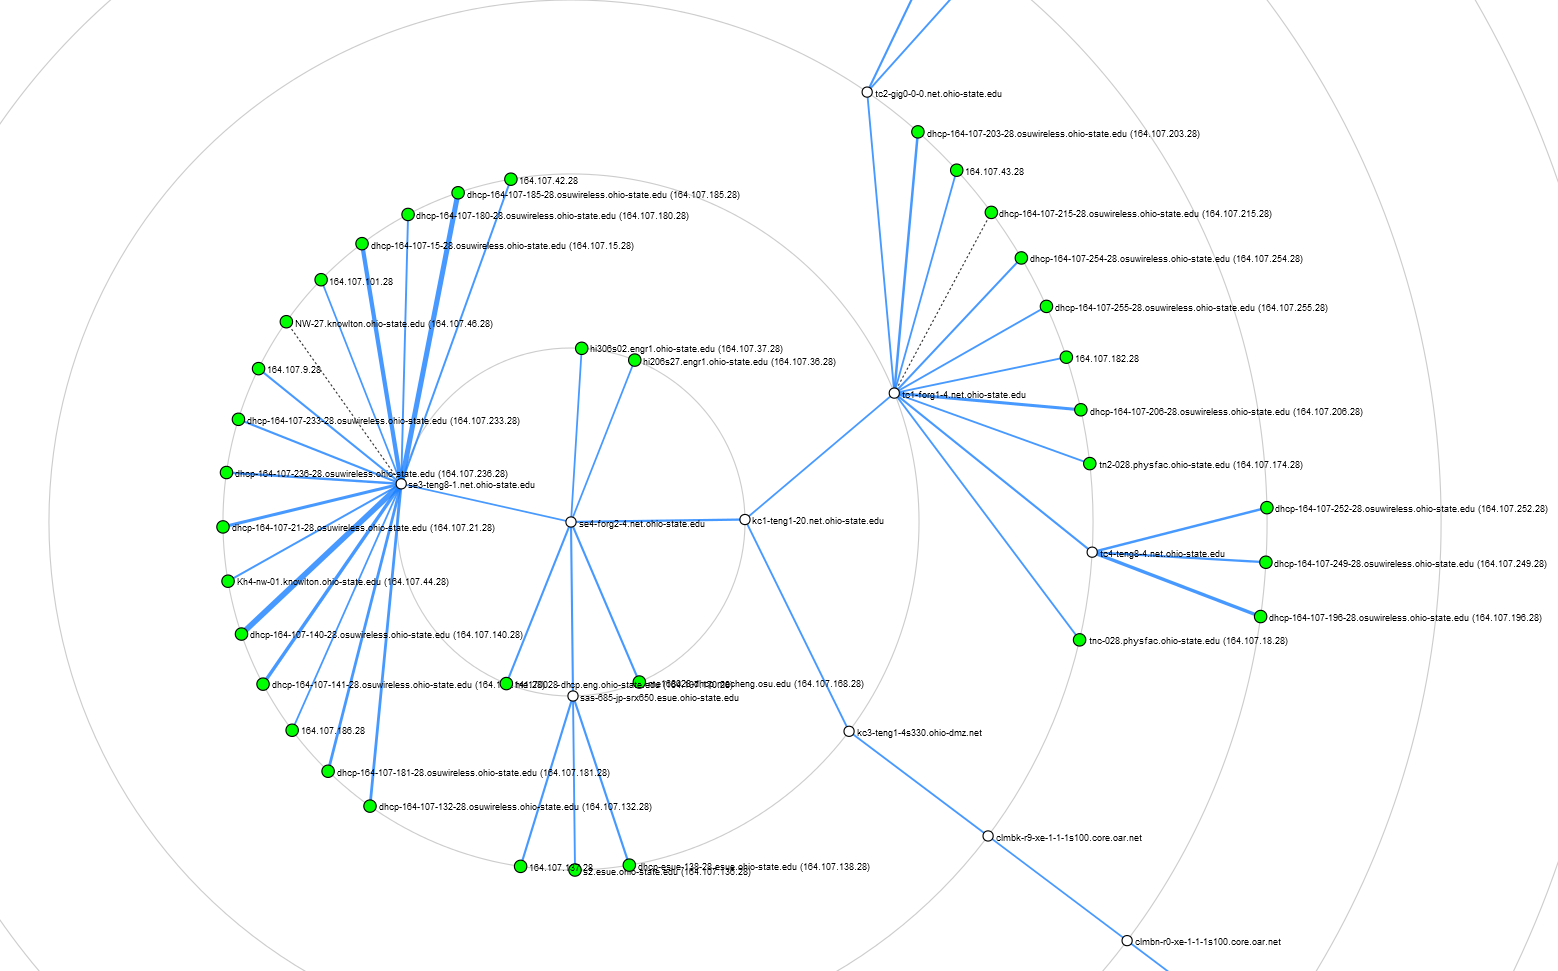 tc2-gig0-0-0.net.ohio-state.edu
dhcp-164-107-203-28.osuwireless.ohio-state.edu (164.107.203.28)
164.107.43.28
164.107.42.28
dhcp-164-107-185-28.osuwireless.ohio-state.edu (164.107.185.28)
dhcp-164-107-215-28.osuwireless.ohio-state.edu (164.107.215.28)
dhcp-164-107-180-28.osuwireless.ohio-state.edu (164.107.180.28)
dhcp-164-107-15-28.osuwireless.ohio-state.edu (164.107.15.28)
dhcp-164-107-254-28.osuwireless.ohio-state.edu (164.107.254.28)
164.107.101.28
dhcp-164-107-255-28.osuwireless.ohio-state.edu (164.107.255.28)
NW-27.knowlton.ohio-state.edu (164.107.46.28)
hi306s02.engr1.ohio-state.edu (164.107.37.28)
164.107.182.28
hi206s27.engr1.ohio-state.edu (164.107.36.28)
164.107.9.28
tc1-forg1-4.net.ohio-state.edu
dhcp-164-107-206-28.osuwireless.ohio-state.edu (164.107.206.28)
dhcp-164-107-233-28.osuwireless.ohio-state.edu (164.107.233.28)
tn2-028.physfac.ohio-state.edu (164.107.174.28)
dhcp-164-107-236-28.osuwireless.ohio-state.edu (164.107.236.28)
se3-teng8-1.net.ohio-state.edu
dhcp-164-107-252-28.osuwireless.ohio-state.edu (164.107.252.28)
kc1-teng1-20.net.ohio-state.edu
se4-forg2-4.net.ohio-state.edu
dhcp-164-107-21-28.osuwireless.ohio-state.edu (164.107.21.28)
tc4-teng8-4.net.ohio-state.edu
dhcp-164-107-249-28.osuwireless.ohio-state.edu (164.107.249.28)
Kh4-nw-01.knowlton.ohio-state.edu (164.107.44.28)
dhcp-164-107-196-28.osuwireless.ohio-state.edu (164.107.196.28)
dhcp-164-107-140-28.osuwireless.ohio-state.edu (164.107.140.28)
tnc-028.physfac.ohio-state.edu (164.107.18.28)
dhcp-164-107-141-28.osuwireless.ohio-state.edu
(164.107.168.28)
sas-685-jp-srx650.esue.ohio-state.edu
164.107.186.28
kc3-teng1-4s330.ohio-dmz.net
dhcp-164-107-181-28.osuwireless.ohio-state.edu (164.107.181.28)
dhcp-164-107-132-28.osuwireless.ohio-state.edu (164.107.132.28)
clmbk-r9-xe-1-1-1s100.core.oar.net
dhcp-esue-138-28.esue.ohio-state.edu (164.107.138.28)
s2.esue.ohio-state.edu (164.107.136.28)
clmbn-r0-xe-1-1-1s100.core.oar.net